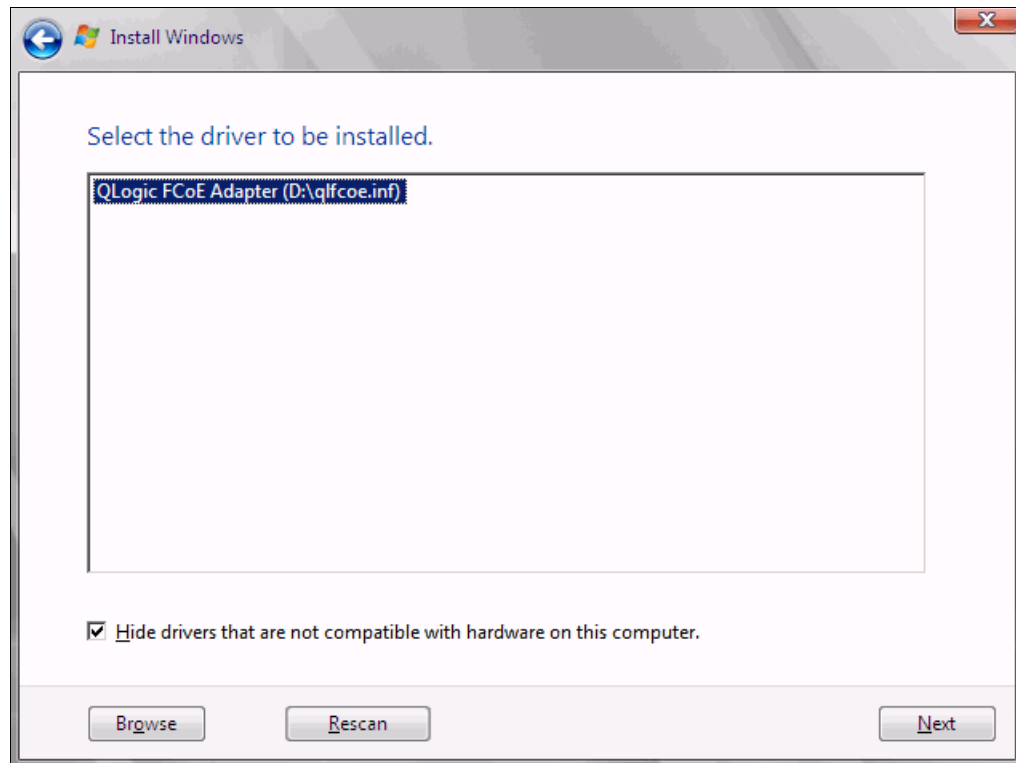 Install Windows
Select the driver to be installed.
QLogic FCoE Adapter (D:\qlfcoe.inf)
Hide drivers that are not compatible with hardware on this computer.
Browse Rescan Next